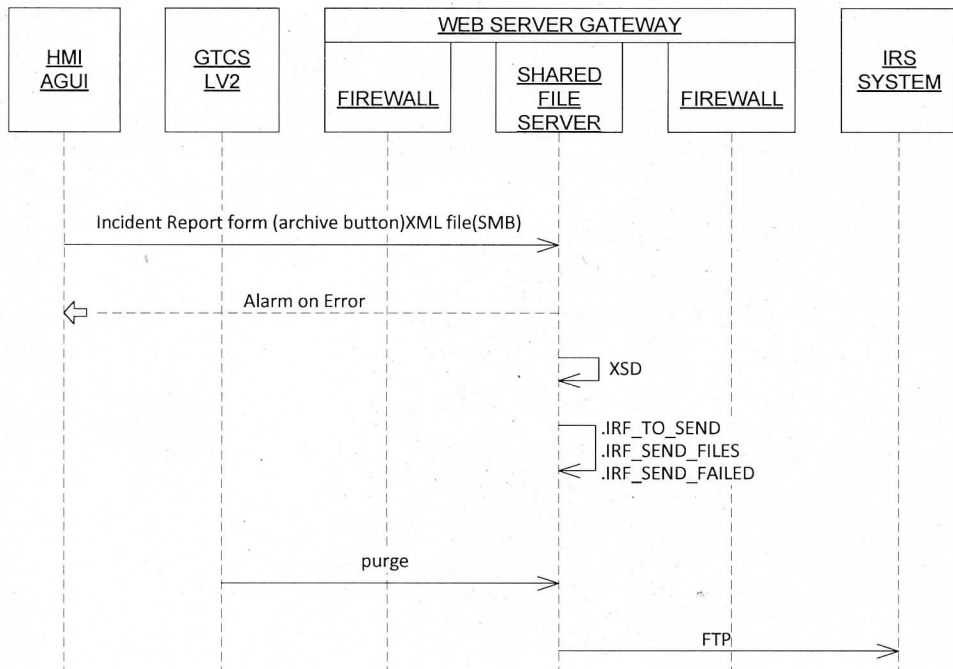 WEB SERVER GATEWAY
HMI
AGUI
GTCS
LV2
FIREWALL
SHARED
FILE
SERVER
FIREWALL
IRS
SYSTEM
Incident Report form (archive button)XML file(SMB)
Alarm on Error
XSD
.IRF_TO_SEND
.IRF_SEND_FILES
.IRF_SEND_FAILED
purge
FTP